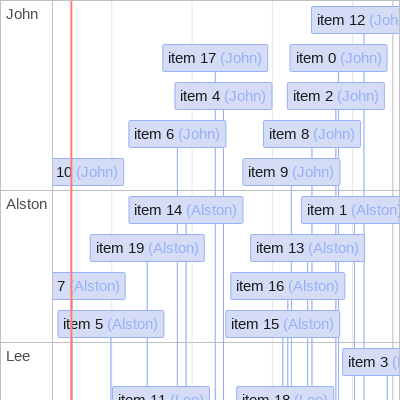 John
item 12 (Joh
item 17 (John)
item 0 (John)
item 4 (John)
item 2 (John)
item 6 (John)
item 8 (John)
10 (John)
item 9 (John)
Alston
item 14 (Alston)
item 1 (Alston)
item 19 (Alston)
item 13 (Alston)
7 (Alston)
item 16 (Alston)
item 5 (Alston)
item 15 (Alston)
Lee
item 3 (
item 11 (Lee)
item 18 (Lee)